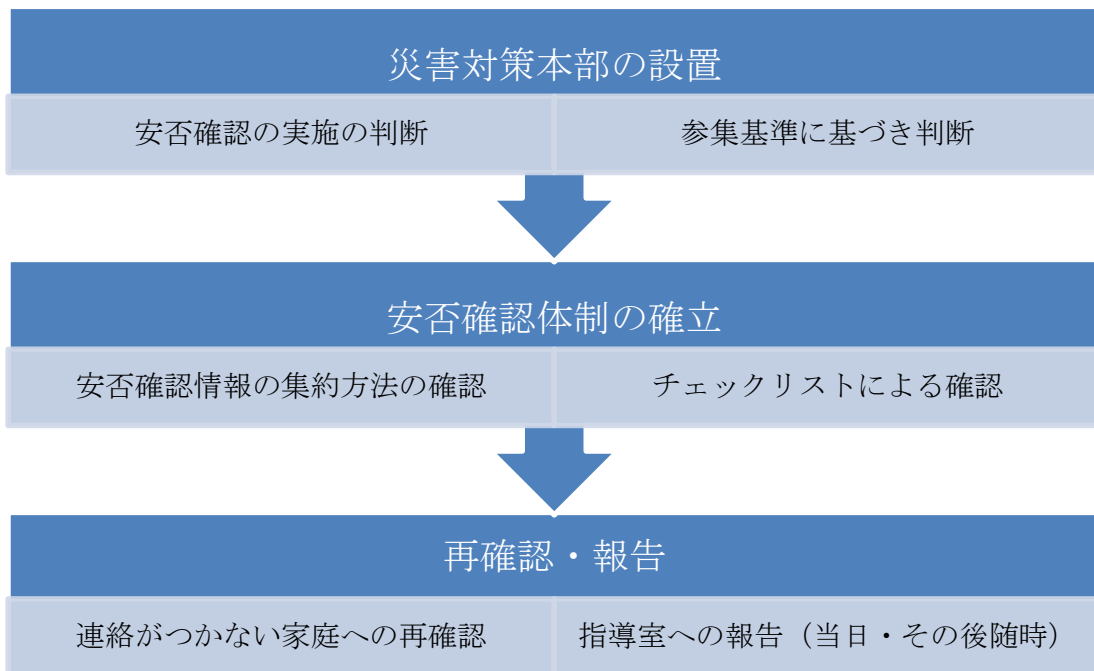 災害対策本部の設置
安否確認の実施の判断
参集基準に基づき判断
安否確認体制の確立
安否確認情報の集約方法の確認
チェックリストによる確認
再確認・報告
連絡がつかない家庭への再確認
指導室への報告（当日・その後随時）